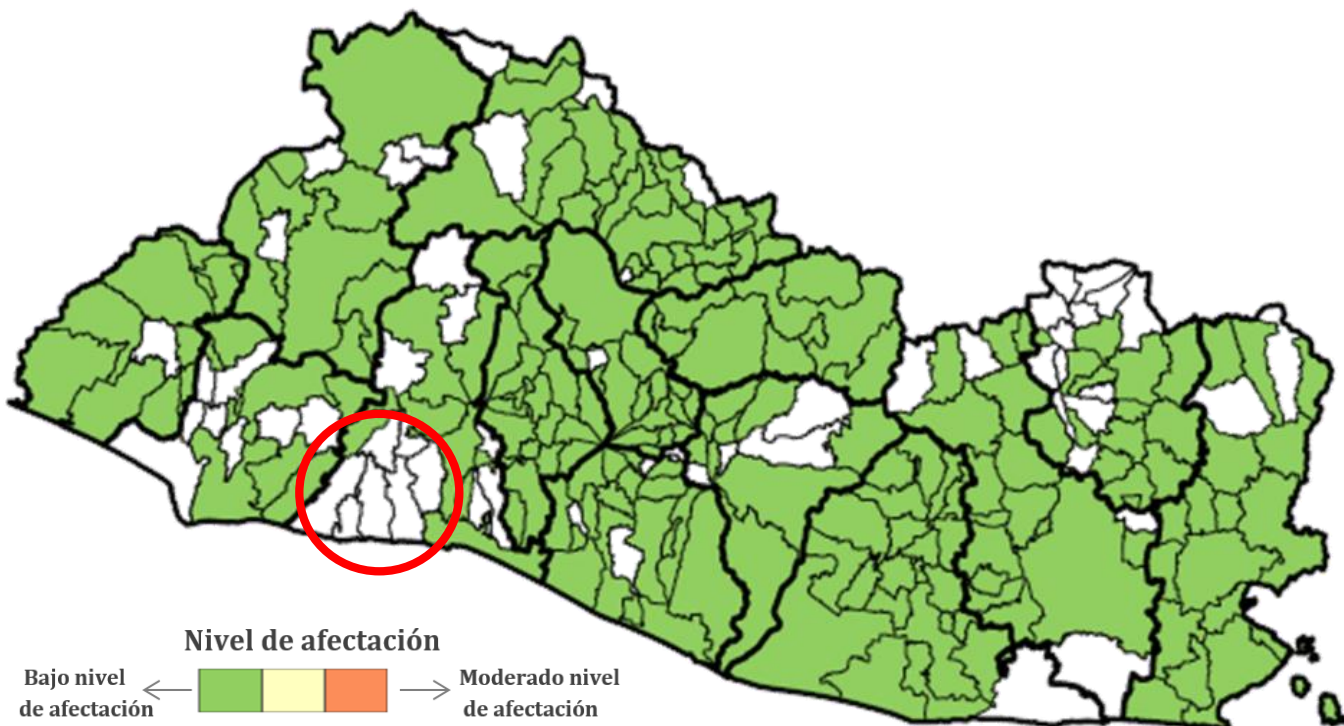 Nivel de afectación
Bajo nivel
de afectación
Moderado nivel
de afectación